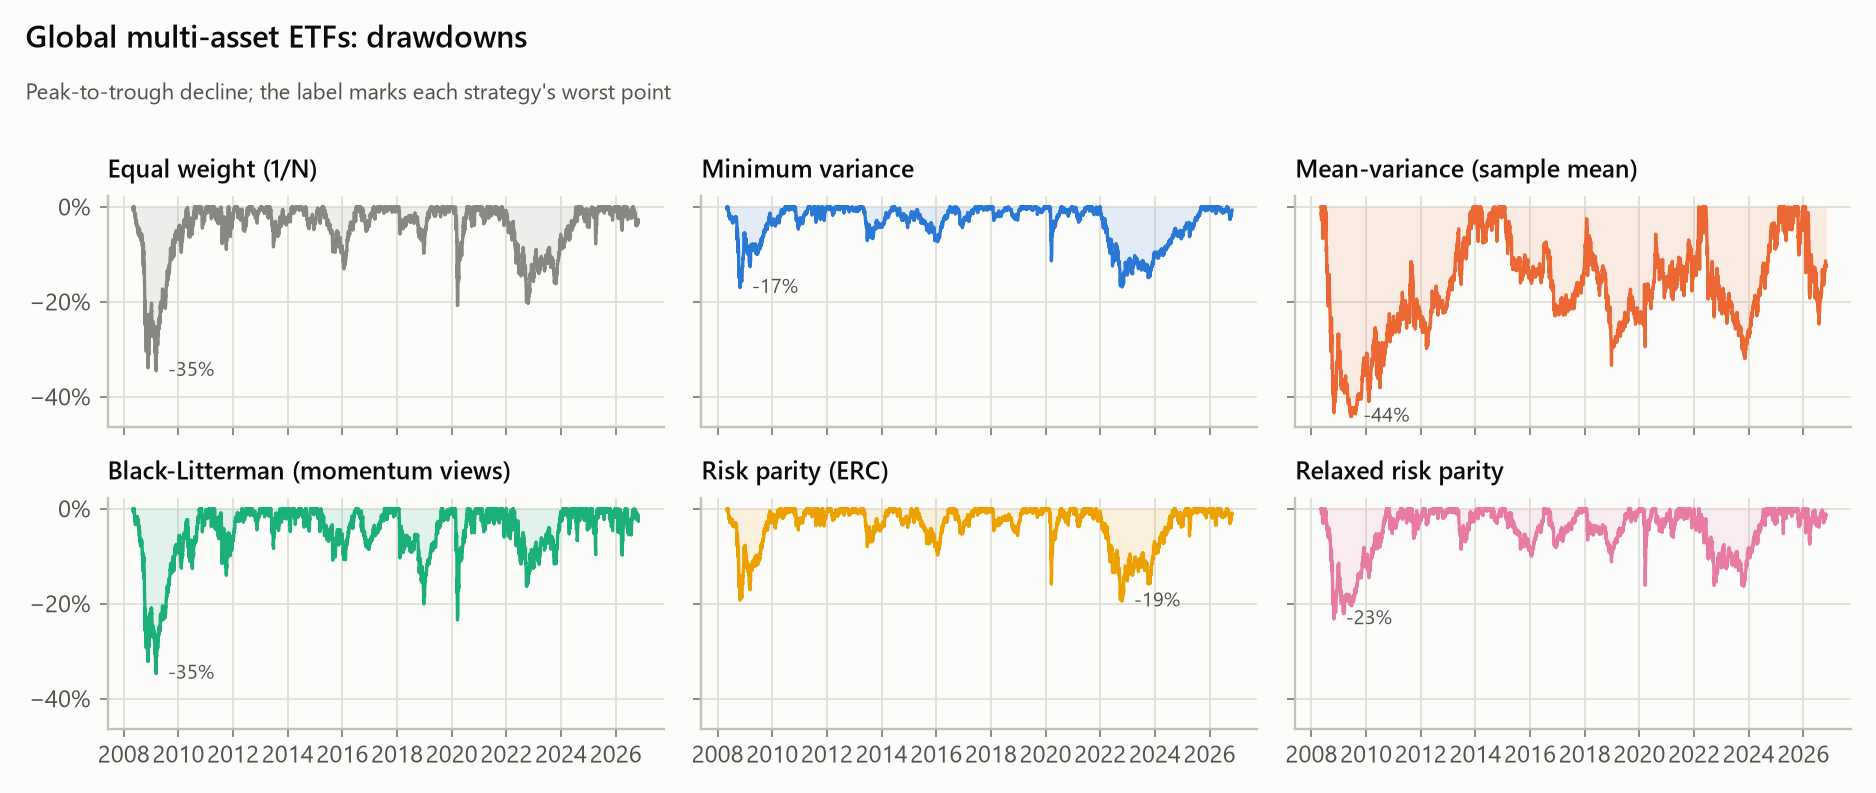 Global multi-asset ETFs: drawdowns
Peak-to-trough decline; the label marks each strategy's worst point
Equal weight (1/N)
0%
−20%
−40%
-35%
Minimum variance
-17%
Mean-variance (sample mean)
-44%
Black-Litterman (momentum views)
0%
−20%
−40%
-35%
2008 2010 2012 2014 2016 2018 2020 2022 2024 2026
Risk parity (ERC)
-19%
2008 2010 2012 2014 2016 2018 2020 2022 2024 2026
Relaxed risk parity
-23%
2008 2010 2012 2014 2016 2018 2020 2022 2024 2026